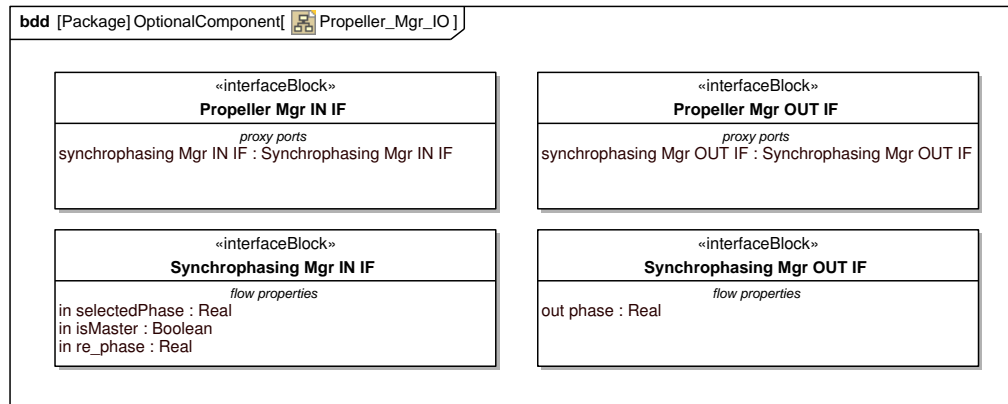 bdd [Package] OptionalComponent[ Propeller_Mgr_IO ]
«interfaceBlock»
Propeller Mgr IN IF
proxy ports
synchrophasing Mgr IN IF : Synchrophasing Mgr IN IF
«interfaceBlock»
Propeller Mgr OUT IF
proxy ports
synchrophasing Mgr OUT IF : Synchrophasing Mgr OUT IF
«interfaceBlock»
Synchrophasing Mgr IN IF
flow properties
in selectedPhase : Real
in isMaster : Boolean
in re_phase : Real
«interfaceBlock»
Synchrophasing Mgr OUT IF
flow properties
out phase : Real